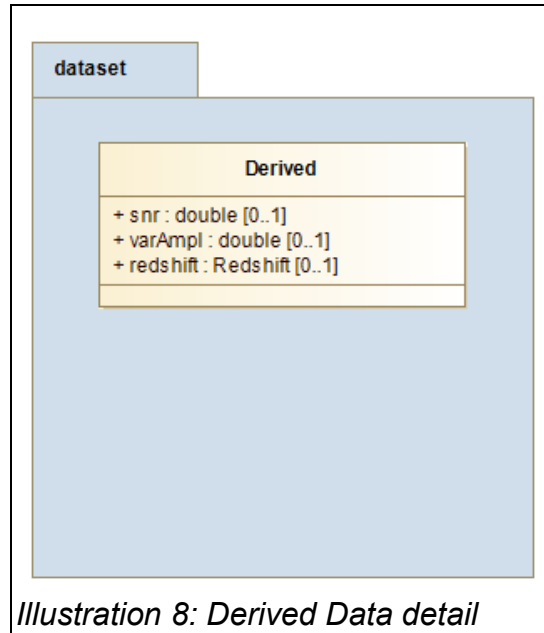 dataset
Derived
+ snr : double [0..1]
+ varAmpl : double [0..1]
+ redshift : Redshift [0..1]
Illustration 8: Derived Data detail